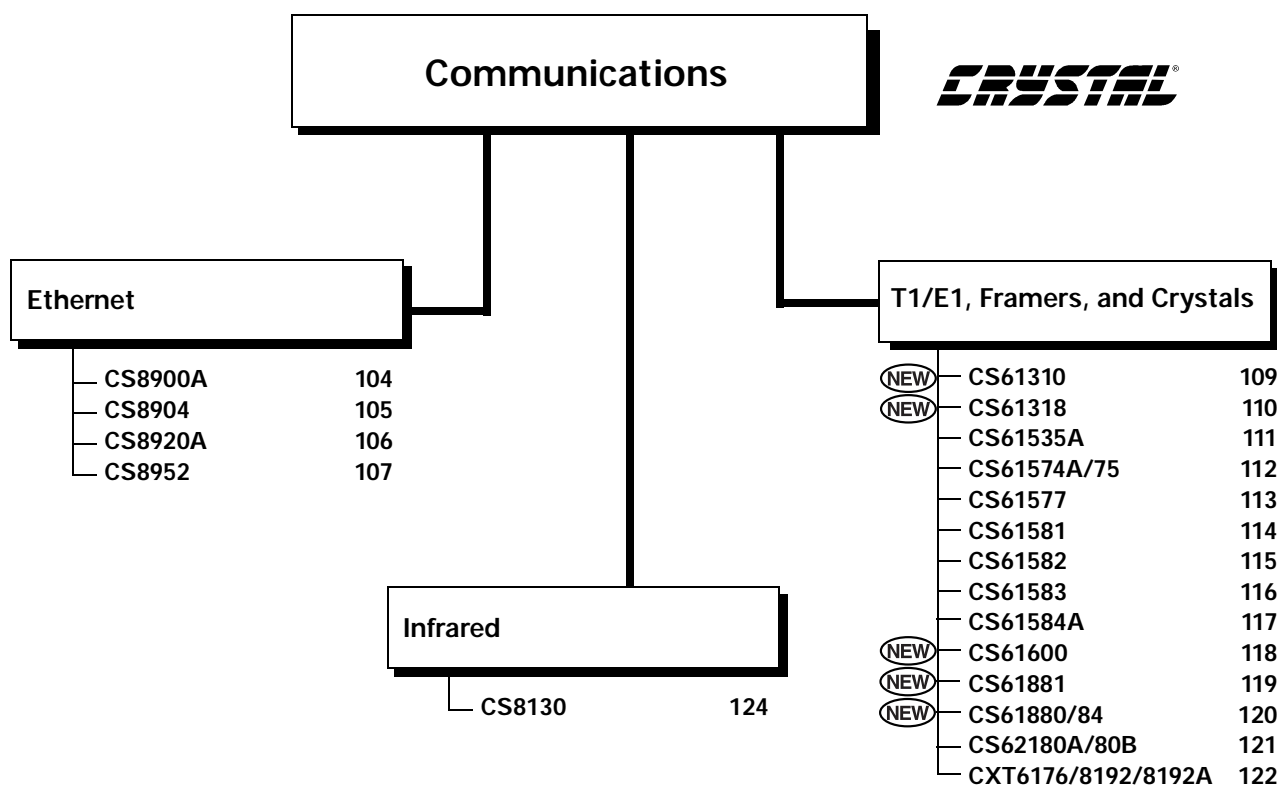 Communications
CRYSTAL®
Ethernet
CS8900A 104
CS8904 105
CS8920A 106
CS8952 107
Infrared
CS8130 124
T1/E1, Framers, and Crystals
NEW CS61310 109
NEW CS61318 110
CS61535A 111
CS61574A/75 112
CS61577 113
CS61581 114
CS61582 115
CS61583 116
CS61584A 117
NEW CS61600 118
NEW CS61881 119
NEW CS61880/84 120
CS62180A/80B 121
CXT6176/8192/8192A 122